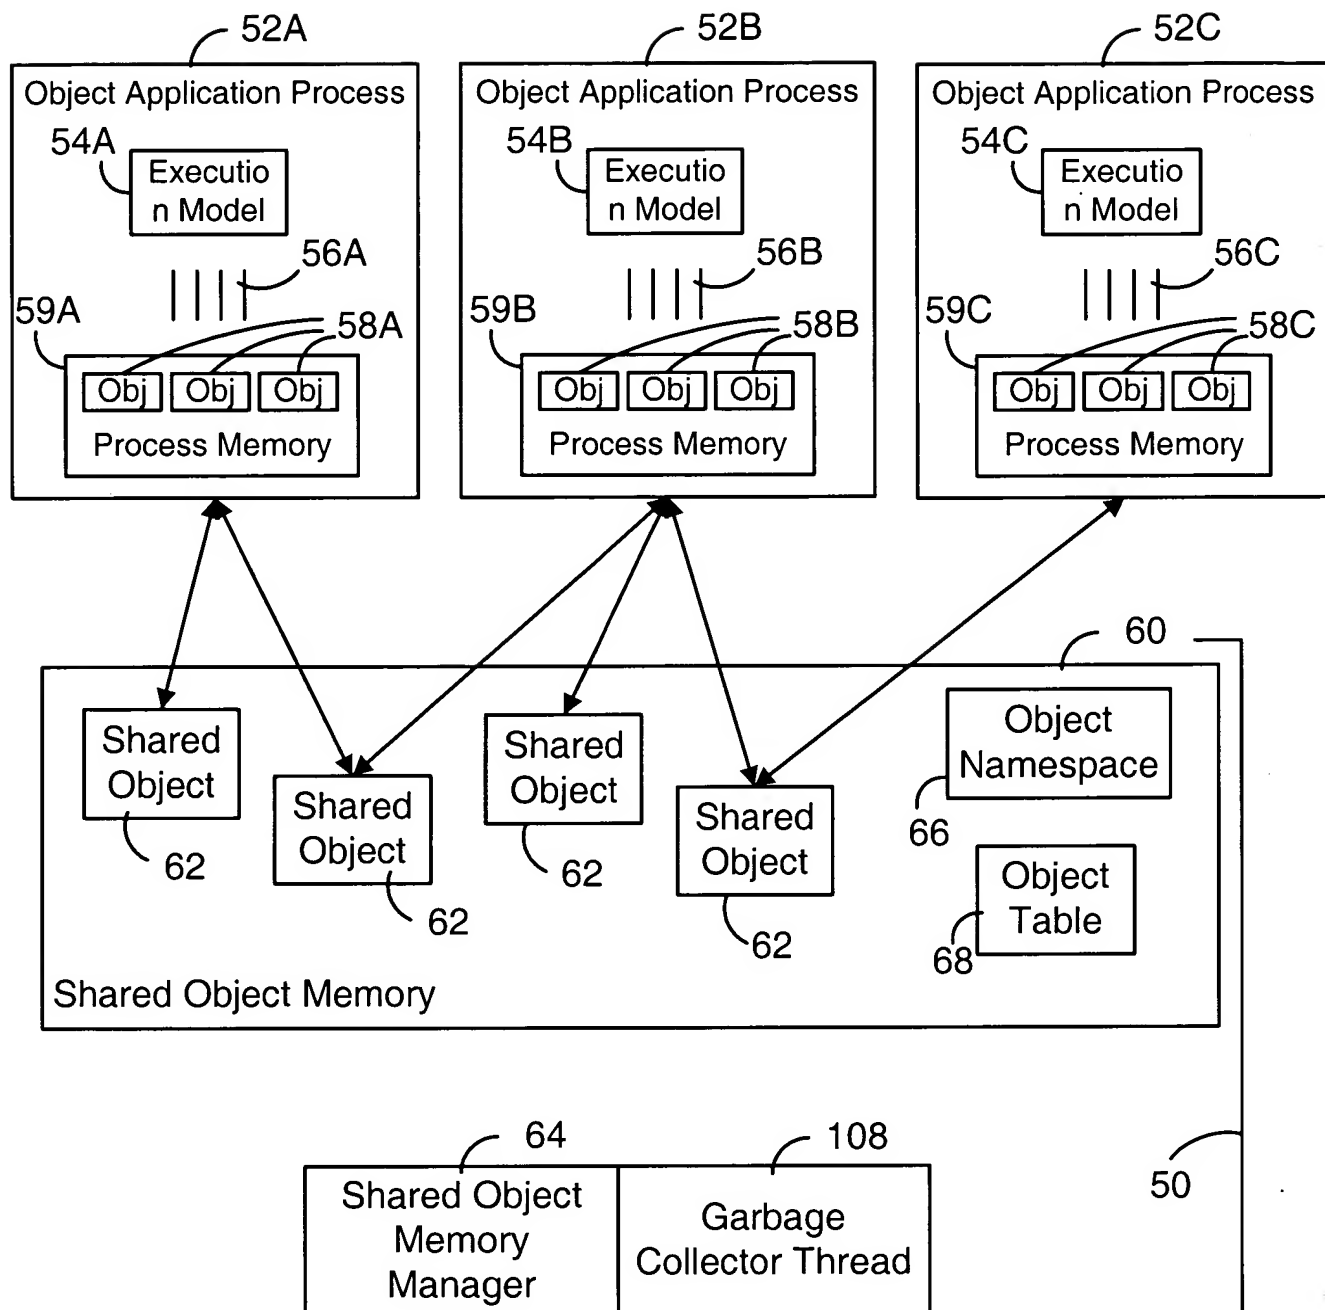 52A
52B
52C
Object Application Process
Object Application Process
Object Application Process
54A
Executio
n Model
54B
Executio
n Model
54C
Executio
n Model
56A
56B
56C
59A
58A
59B
58B
59C
58C
Obj
Obj
Obj
Obj
Obj
Obj
Obj
Obj
Obj
Process Memory
Process Memory
Process Memory
60
Shared
Object
62
Shared
Object
62
Shared
Object
62
Shared
Object
62
Object
Namespace
66
Object
Table
68
Shared Object Memory
64
108
50
Shared Object
Memory
Manager
Garbage
Collector Thread